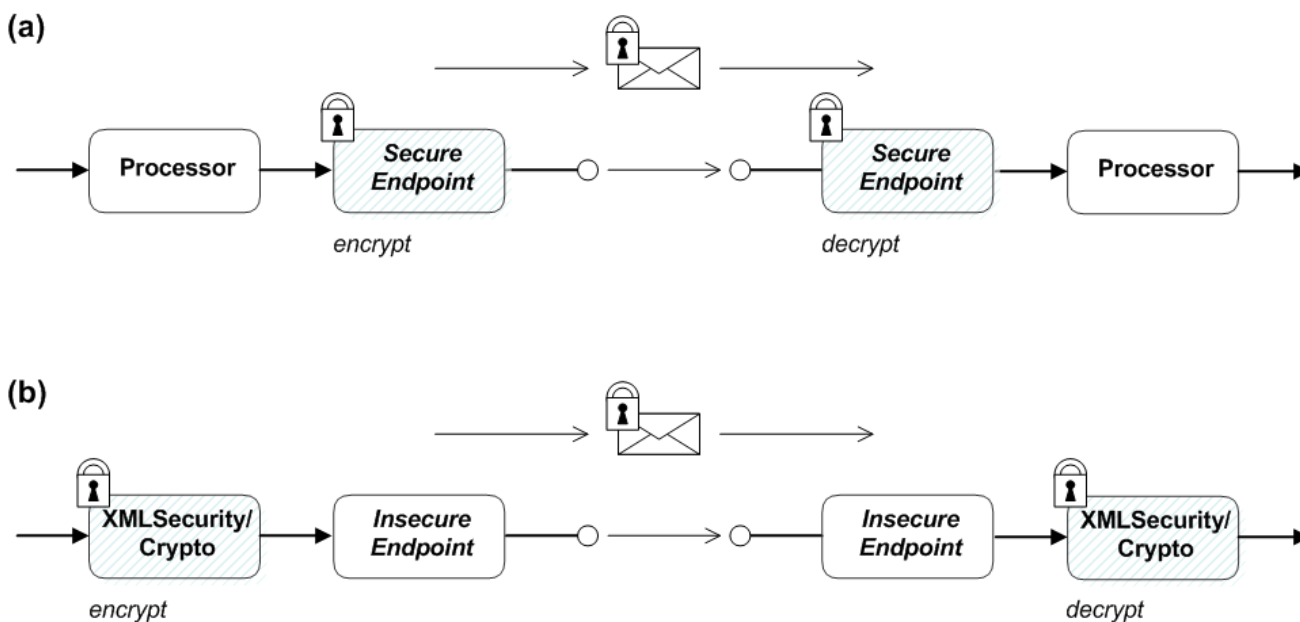 (a)
Processor
Secure
Endpoint
encrypt
Secure
Endpoint
decrypt
Processor
(b)
XMLSecurity/
Crypto
encrypt
Insecure
Endpoint
Insecure
Endpoint
XMLSecurity/
Crypto
decrypt